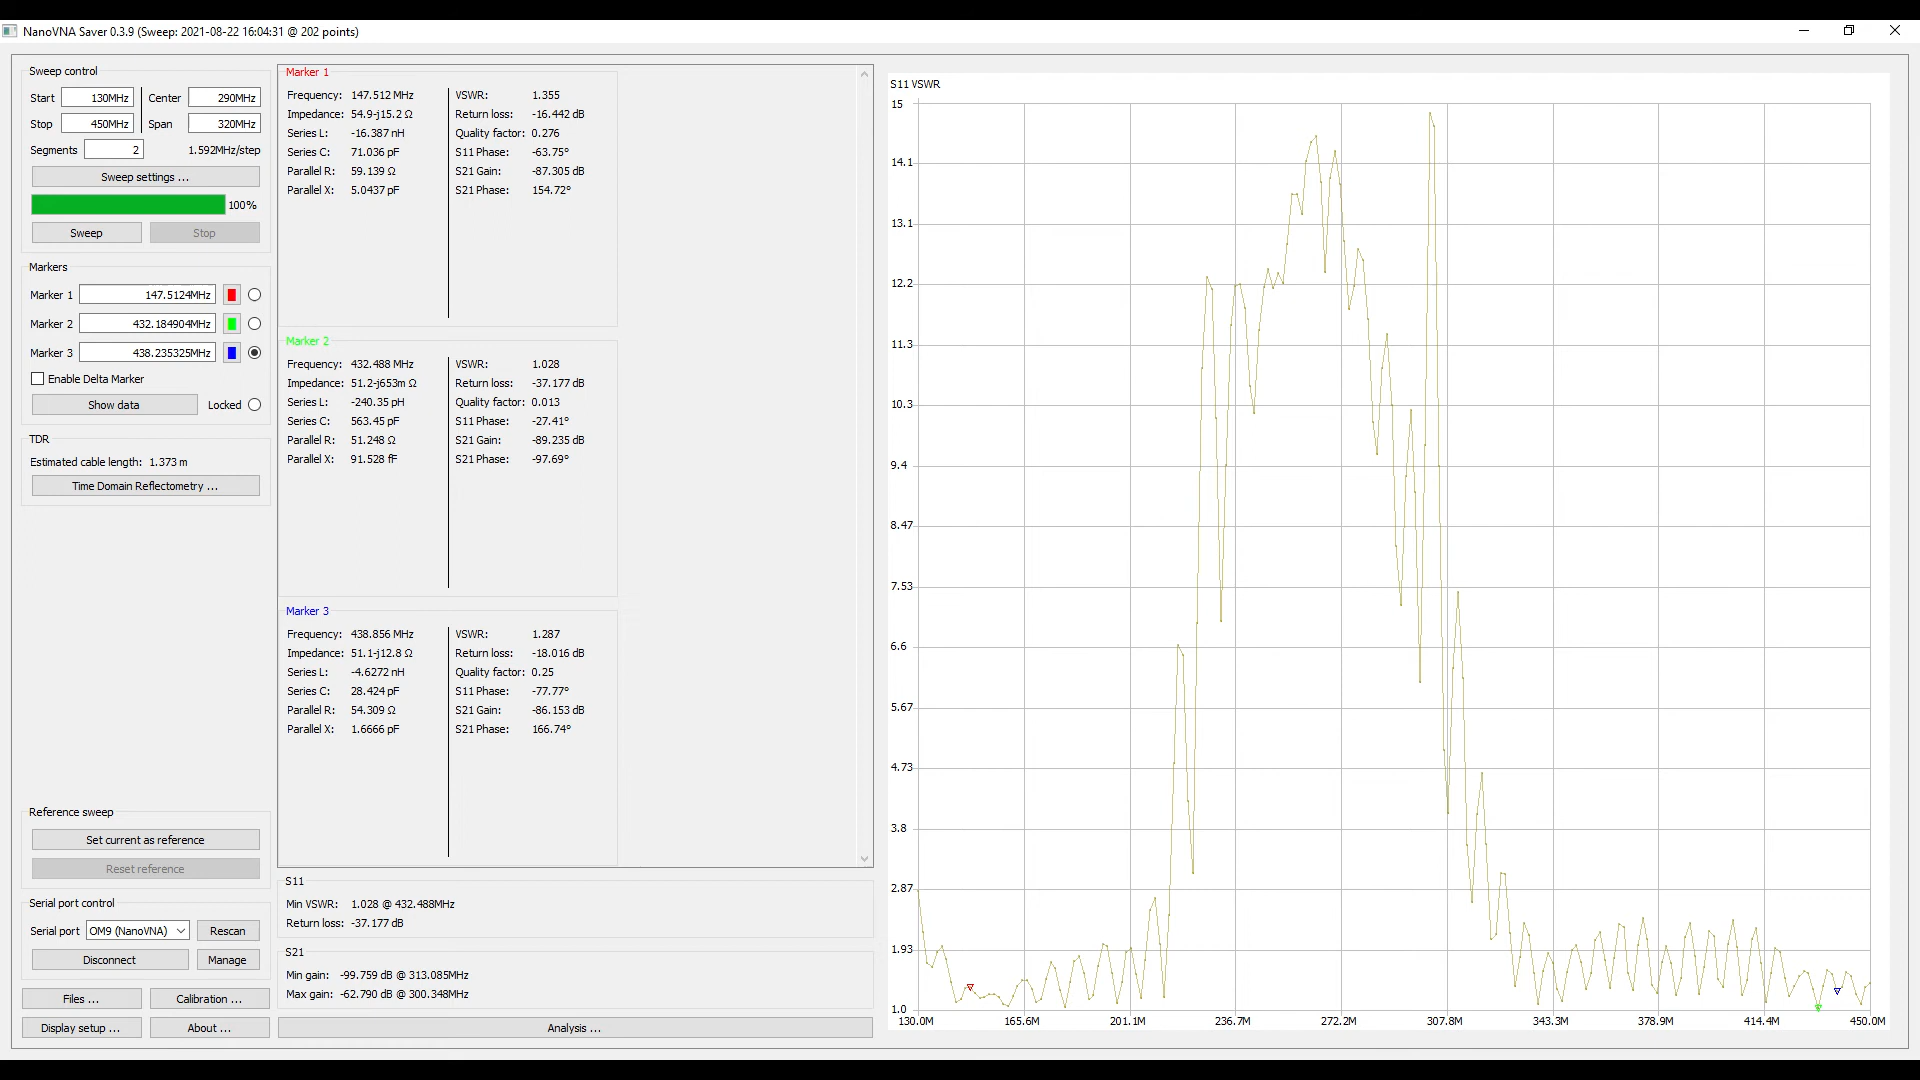 NanoVNA Saver 0.3.9 (Sweep: 2021-08-22 16:04:31 @ 202 points)
Sweep control
Start 130MHz Center 290MHz
Stop 450MHz Span 320MHz
Segments 2 1.592MHz/step
Sweep settings ...
100%
Sweep Stop
Markers
Marker 1 147.5124MHz
Marker 2 432.184904MHz
Marker 3 438.235325MHz
Enable Delta Marker
Show data Locked
TDR
Estimated cable length: 1.373 m
Time Domain Reflectometry ...
Reference sweep
Set current as reference
Reset reference
Serial port control
Serial port OM9 (NanoVNA) Rescan
Disconnect Manage
Files ... Calibration ...
Display setup ... About ...
Marker 1
Frequency: 147.512 MHz VSWR: 1.355
Impedance: 54.9-j15.2 Ω Return loss: -16.442 dB
Series L: -16.387 nH Quality factor: 0.276
Series C: 71.036 pF S11 Phase: -63.75°
Parallel R: 59.139 Ω S21 Gain: -87.305 dB
Parallel X: 5.0437 pF S21 Phase: 154.72°
Marker 2
Frequency: 432.488 MHz VSWR: 1.028
Impedance: 51.2-j653m Ω Return loss: -37.177 dB
Series L: -240.35 pH Quality factor: 0.013
Series C: 563.45 pF S11 Phase: -27.41°
Parallel R: 51.248 Ω S21 Gain: -89.235 dB
Parallel X: 91.528 fF S21 Phase: -97.69°
Marker 3
Frequency: 438.856 MHz VSWR: 1.287
Impedance: 51.1-j12.8 Ω Return loss: -18.016 dB
Series L: -4.6272 nH Quality factor: 0.25
Series C: 28.424 pF S11 Phase: -77.77°
Parallel R: 54.309 Ω S21 Gain: -86.153 dB
Parallel X: 1.6666 pF S21 Phase: 166.74°
S11
Min VSWR: 1.028 @ 432.488MHz
Return loss: -37.177 dB
S21
Min gain: -99.759 dB @ 313.085MHz
Max gain: -62.790 dB @ 300.348MHz
Analysis ...
S11 VSWR
15
14.1
13.1
12.2
11.3
10.3
9.4
8.47
7.53
6.6
5.67
4.73
3.8
2.87
1.93
1.0
130.0M 165.6M 201.1M 236.7M 272.2M 307.8M 343.3M 378.9M 414.4M 450.0M